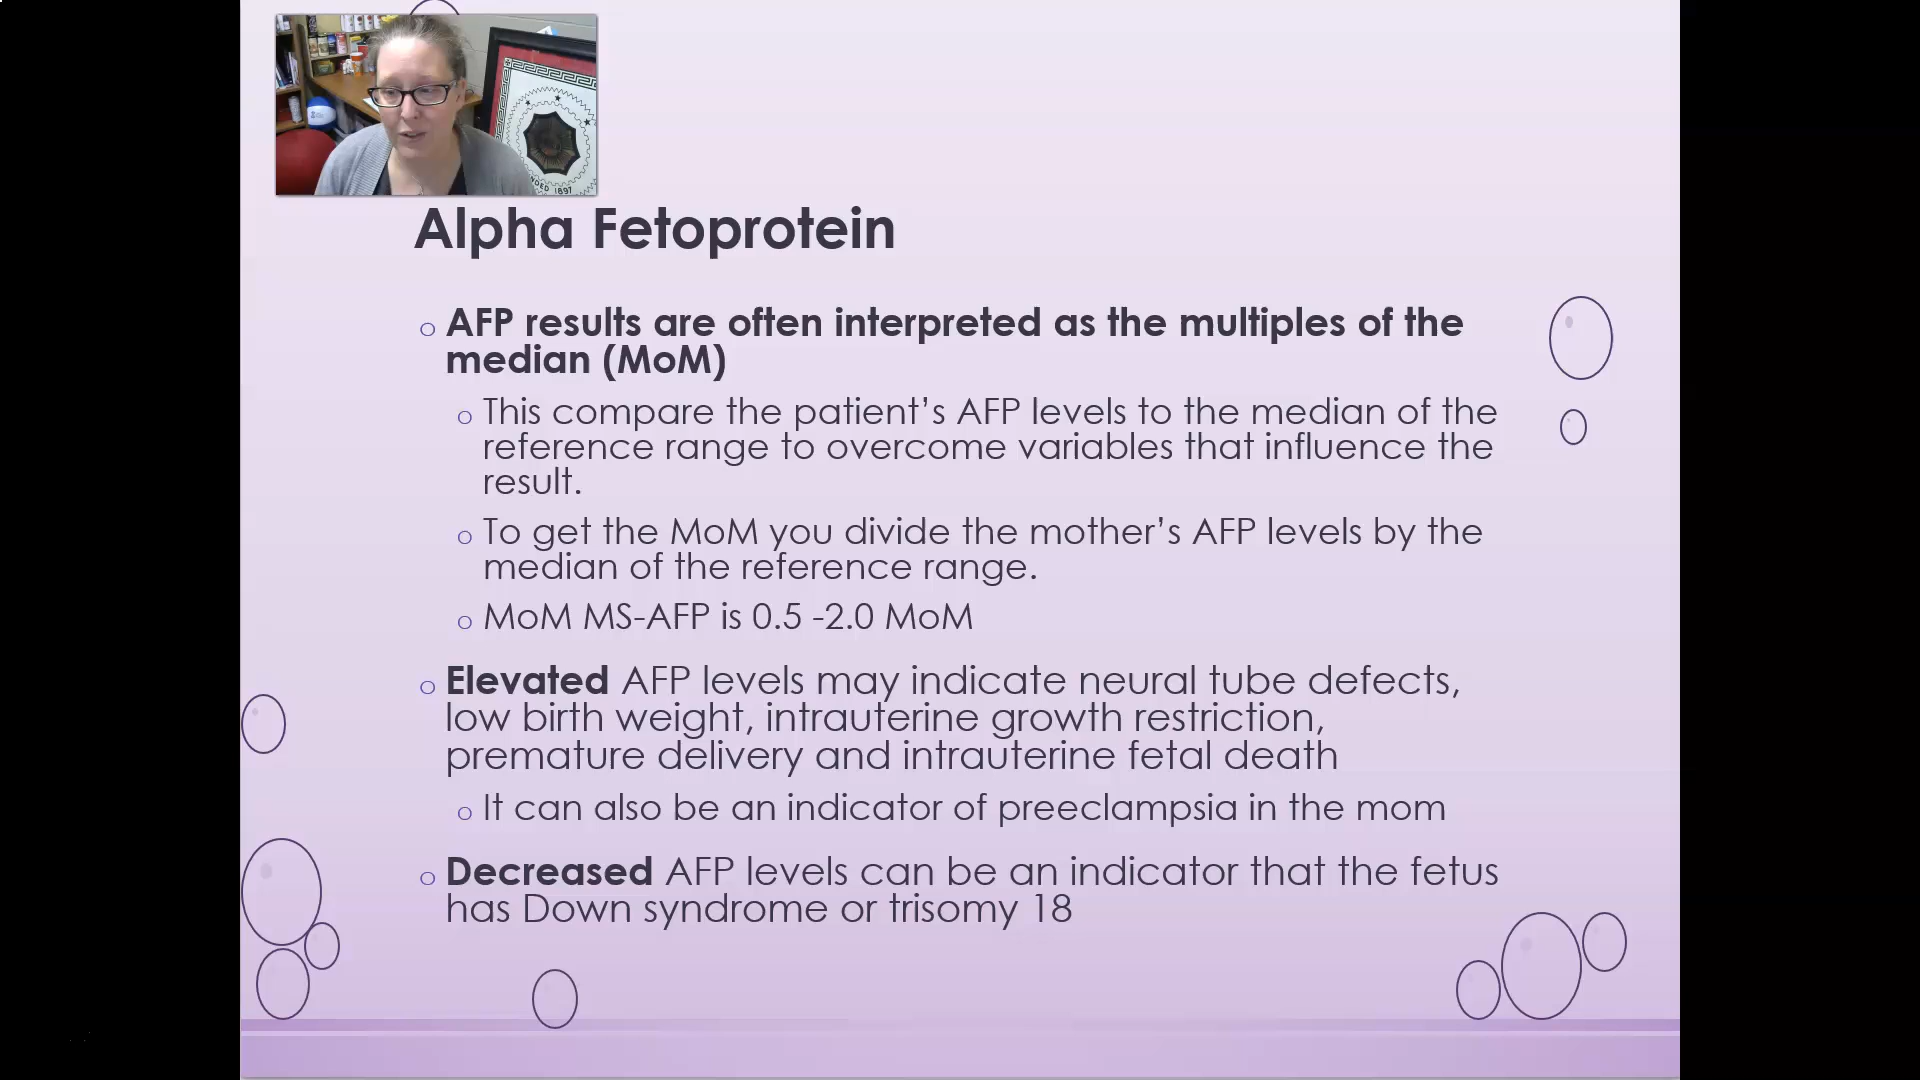 NDED 1897
Alpha Fetoprotein
AFP results are often interpreted as the multiples of the
median (MoM)
This compare the patient’s AFP levels to the median of the
reference range to overcome variables that influence the
result.
To get the MoM you divide the mother’s AFP levels by the
median of the reference range.
MoM MS-AFP is 0.5 -2.0 MoM
Elevated AFP levels may indicate neural tube defects,
low birth weight, intrauterine growth restriction,
premature delivery and intrauterine fetal death
It can also be an indicator of preeclampsia in the mom
Decreased AFP levels can be an indicator that the fetus
has Down syndrome or trisomy 18